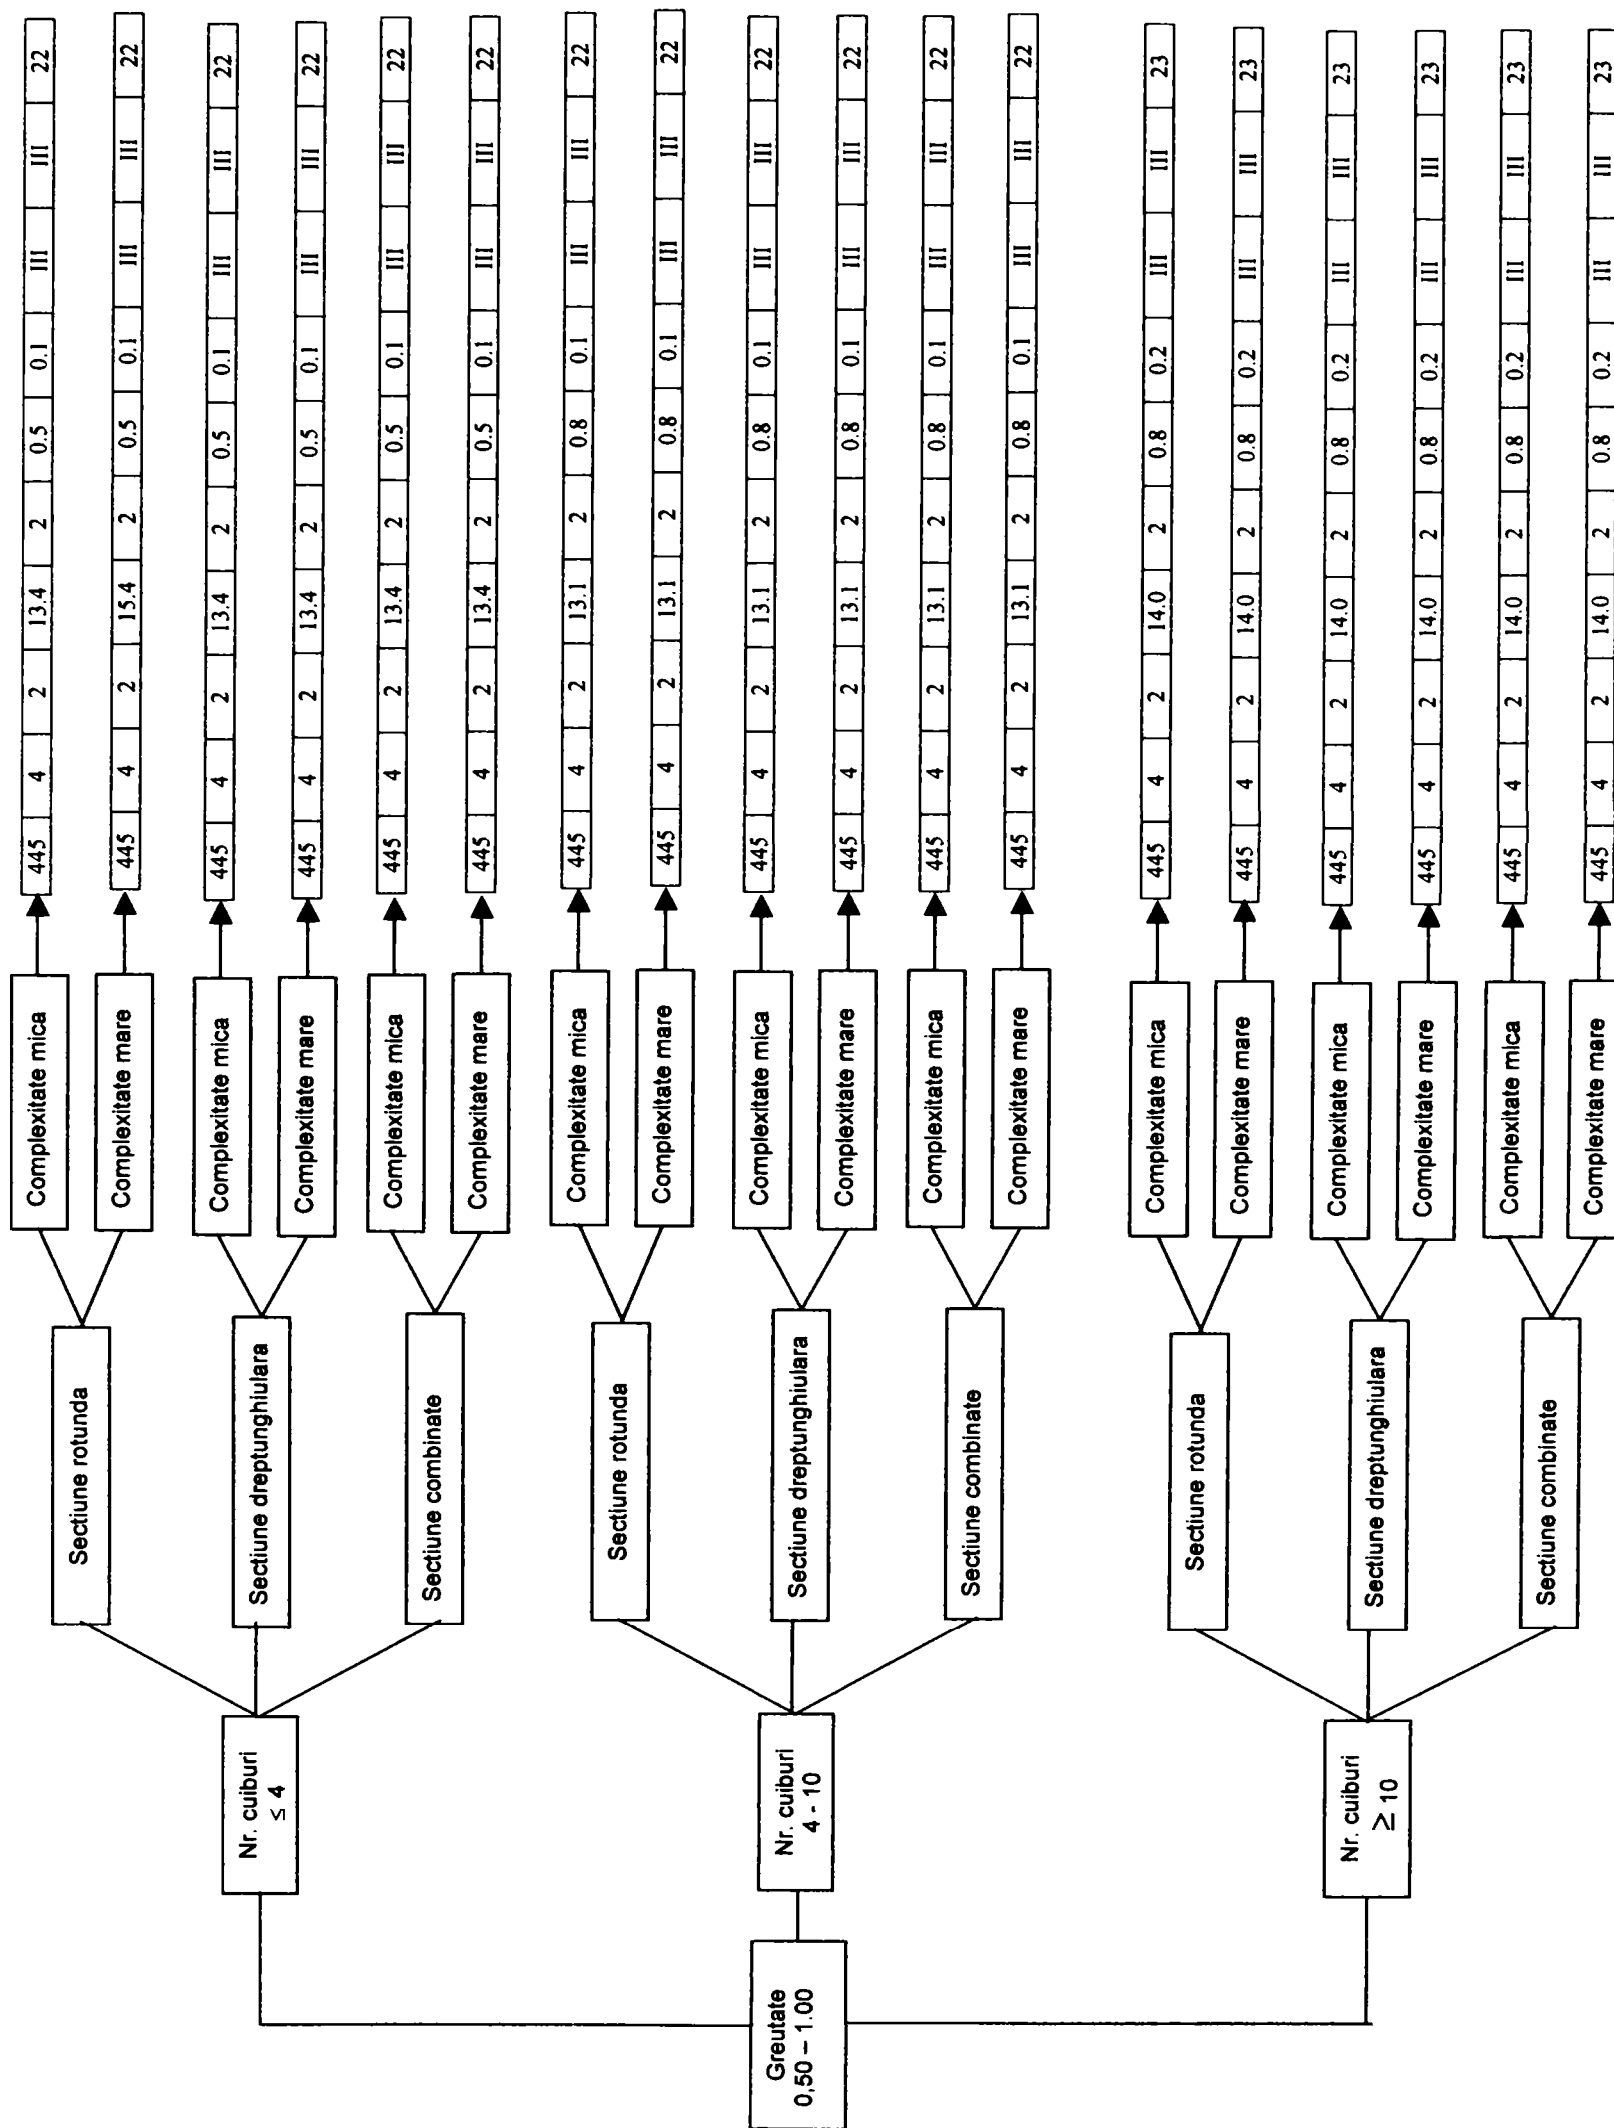 Greutate
0,50 – 1.00
Nr. cuiburi
≤ 4
Sectiune rotunda
Complexitate mica
445 4 2 13.4 2 0.5 0.1 III III 22
Complexitate mare
445 4 2 15.4 2 0.5 0.1 III III 22
Sectiune dreptunghiulara
Complexitate mica
445 4 2 13.4 2 0.5 0.1 III III 22
Complexitate mare
445 4 2 13.4 2 0.5 0.1 III III 22
Sectiune combinate
Complexitate mica
445 4 2 13.4 2 0.5 0.1 III III 22
Complexitate mare
445 4 2 13.4 2 0.5 0.1 III III 22
Nr. cuiburi
4 - 10
Sectiune rotunda
Complexitate mica
445 4 2 13.1 2 0.8 0.1 III III 22
Complexitate mare
445 4 2 13.1 2 0.8 0.1 III III 22
Sectiune dreptunghiulara
Complexitate mica
445 4 2 13.1 2 0.8 0.1 III III 22
Complexitate mare
445 4 2 13.1 2 0.8 0.1 III III 22
Sectiune combinate
Complexitate mica
445 4 2 13.1 2 0.8 0.1 III III 22
Complexitate mare
445 4 2 13.1 2 0.8 0.1 III III 22
Nr. cuiburi
≥ 10
Sectiune rotunda
Complexitate mica
445 4 2 14.0 2 0.8 0.2 III III 23
Complexitate mare
445 4 2 14.0 2 0.8 0.2 III III 23
Sectiune dreptunghiulara
Complexitate mica
445 4 2 14.0 2 0.8 0.2 III III 23
Complexitate mare
445 4 2 14.0 2 0.8 0.2 III III 23
Sectiune combinate
Complexitate mica
445 4 2 14.0 2 0.8 0.2 III III 23
Complexitate mare
445 4 2 14.0 2 0.8 0.2 III III 23